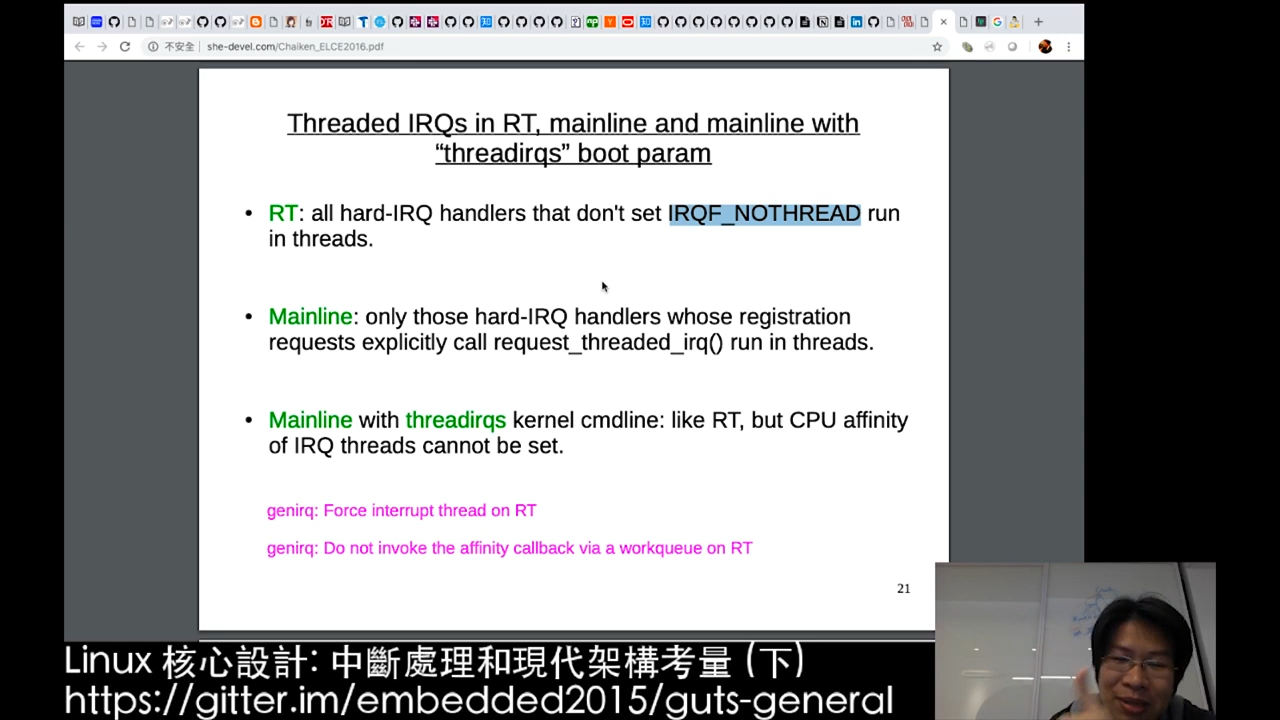 不安全
she-devel.com/Chaiken_ELCE2016.pdf
Threaded IRQs in RT, mainline and mainline with
“threadirqs” boot param
• RT: all hard-IRQ handlers that don't set IRQF_NOTHREAD run
in threads.
• Mainline: only those hard-IRQ handlers whose registration
requests explicitly call request_threaded_irq() run in threads.
• Mainline with threadirqs kernel cmdline: like RT, but CPU affinity
of IRQ threads cannot be set.
genirq: Force interrupt thread on RT
genirq: Do not invoke the affinity callback via a workqueue on RT
21
Linux 核心設計: 中斷處理和現代架構考量 (下)
https://gitter.im/embedded2015/guts-general